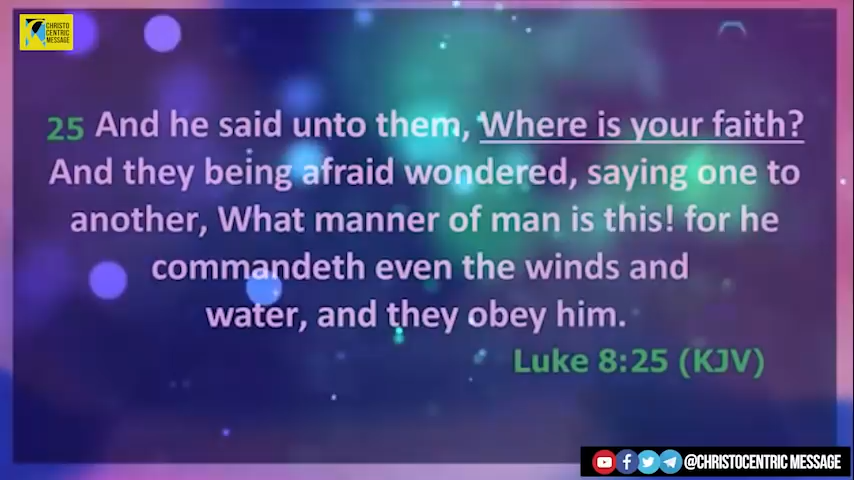 CHRISTO
CENTRIC
MESSAGE
25 And he said unto them, Where is your faith?
And they being afraid wondered, saying one to
another, What manner of man is this! for he
commandeth even the winds and
water, and they obey him.
Luke 8:25 (KJV)
@CHRISTOCENTRIC MESSAGE